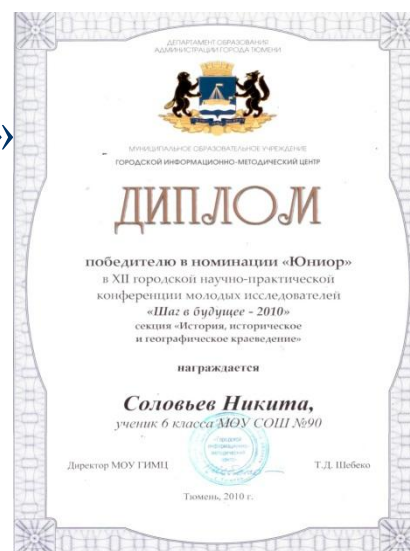 »
ДЕПАРТАМЕНТ ОБРАЗОВАНИЯ
АДМИНИСТРАЦИИ ГОРОДА ТЮМЕНИ
МУНИЦИПАЛЬНОЕ ОБРАЗОВАТЕЛЬНОЕ УЧРЕЖДЕНИЕ
ГОРОДСКОЙ ИНФОРМАЦИОННО-МЕТОДИЧЕСКИЙ ЦЕНТР
ДИПЛОМ
победителю в номинации «Юниор»
в XII городской научно-практической
конференции молодых исследователей
«Шаг в будущее - 2010»
секция «История, историческое
и географическое краеведение»
награждается
Соловьев Никита,
ученик 6 класса МОУ СОШ №90
Директор МОУ ГИМЦ Т.Д. Шебеко
Тюмень, 2010 г.